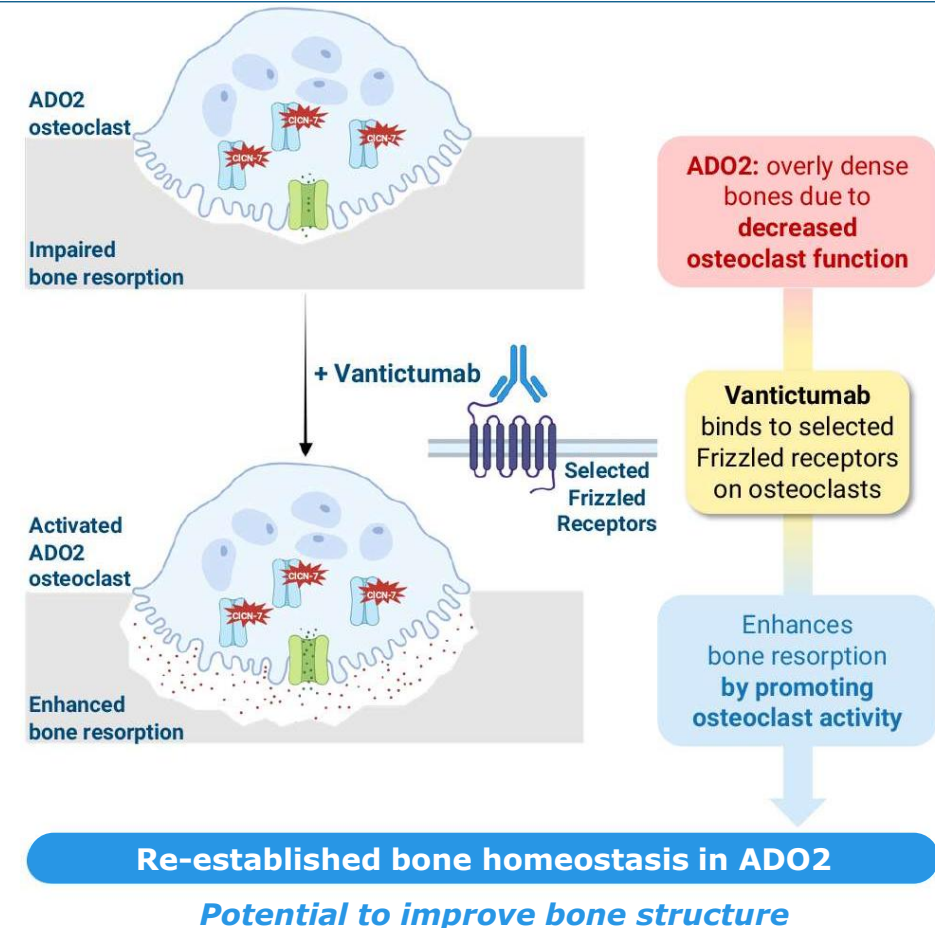 ADO2
osteoclast
ClCN-7
ClCN-7
ClCN-7
Impaired
bone resorption
+ Vantictumab
Selected
Frizzled
Receptors
Activated
ADO2
osteoclast
ClCN-7
ClCN-7
ClCN-7
Enhanced
bone resorption
ADO2: overly dense
bones due to
decreased
osteoclast function
Vantictumab
binds to selected
Frizzled receptors
on osteoclasts
Enhances
bone resorption
by promoting
osteoclast activity
Re-established bone homeostasis in ADO2
Potential to improve bone structure